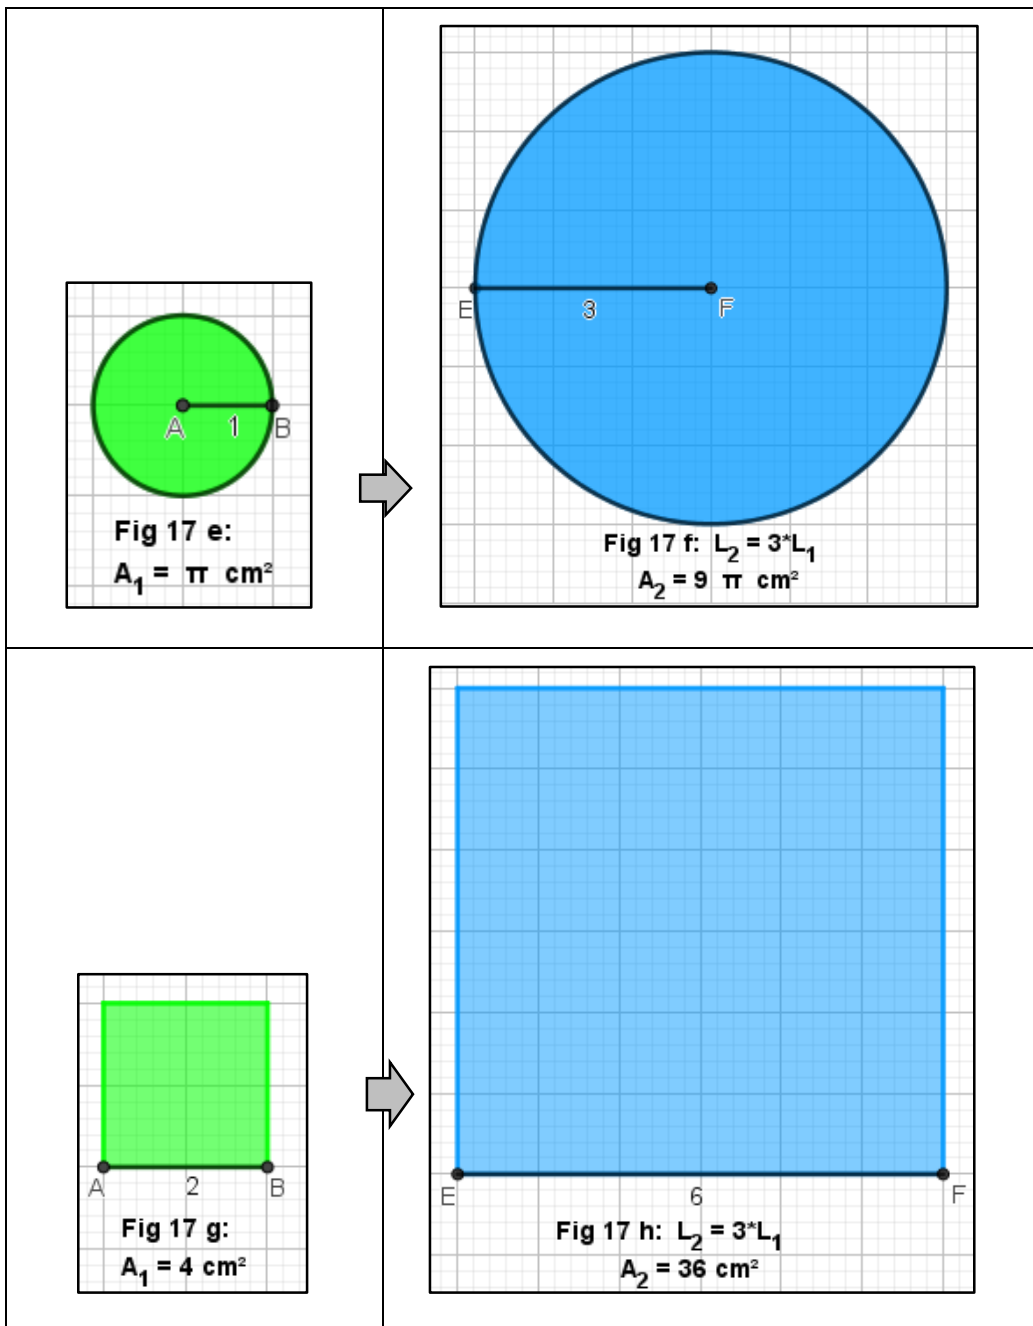 E
3
F
A
1
B
Fig 17 e:
A₁ = π cm²
Fig 17 f: L₂ = 3*L₁
A₂ = 9 π cm²
A
2
B
Fig 17 g:
A₁ = 4 cm²
E
6
F
Fig 17 h: L₂ = 3*L₁
A₂ = 36 cm²